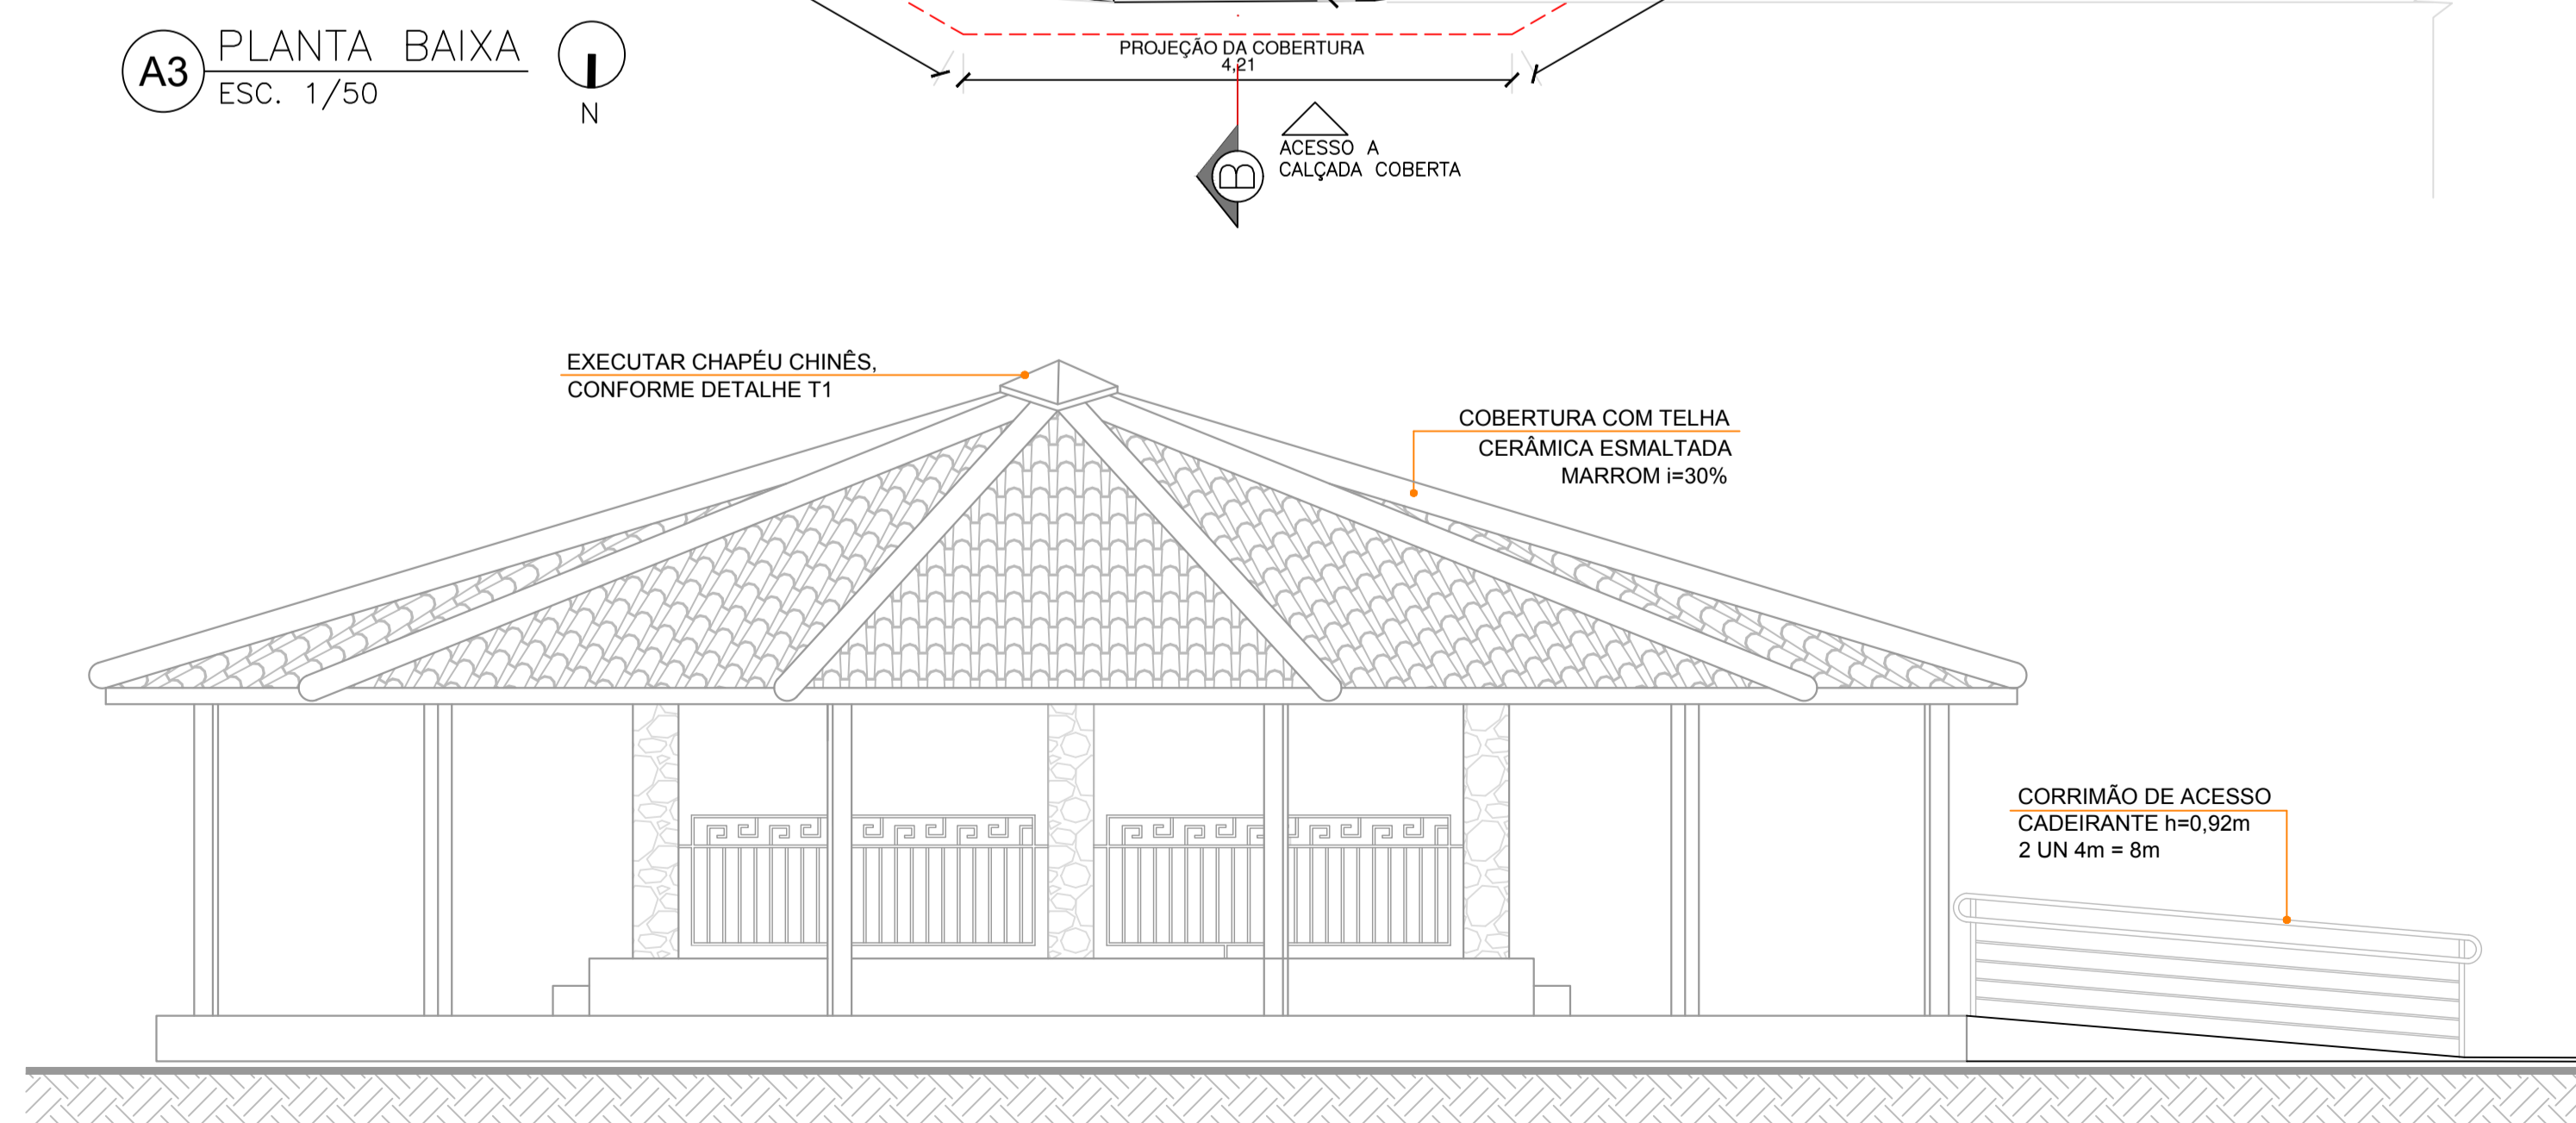 A3
PLANTA BAIXA
ESC. 1/50
N
PROJEÇÃO DA COBERTURA
4,21
B
ACESSO A
CALÇADA COBERTA
EXECUTAR CHAPÉU CHINÊS,
CONFORME DETALHE T1
COBERTURA COM TELHA
CERÂMICA ESMALTADA
MARROM i=30%
CORRIMÃO DE ACESSO
CADEIRANTE h=0,92m
2 UN 4m = 8m